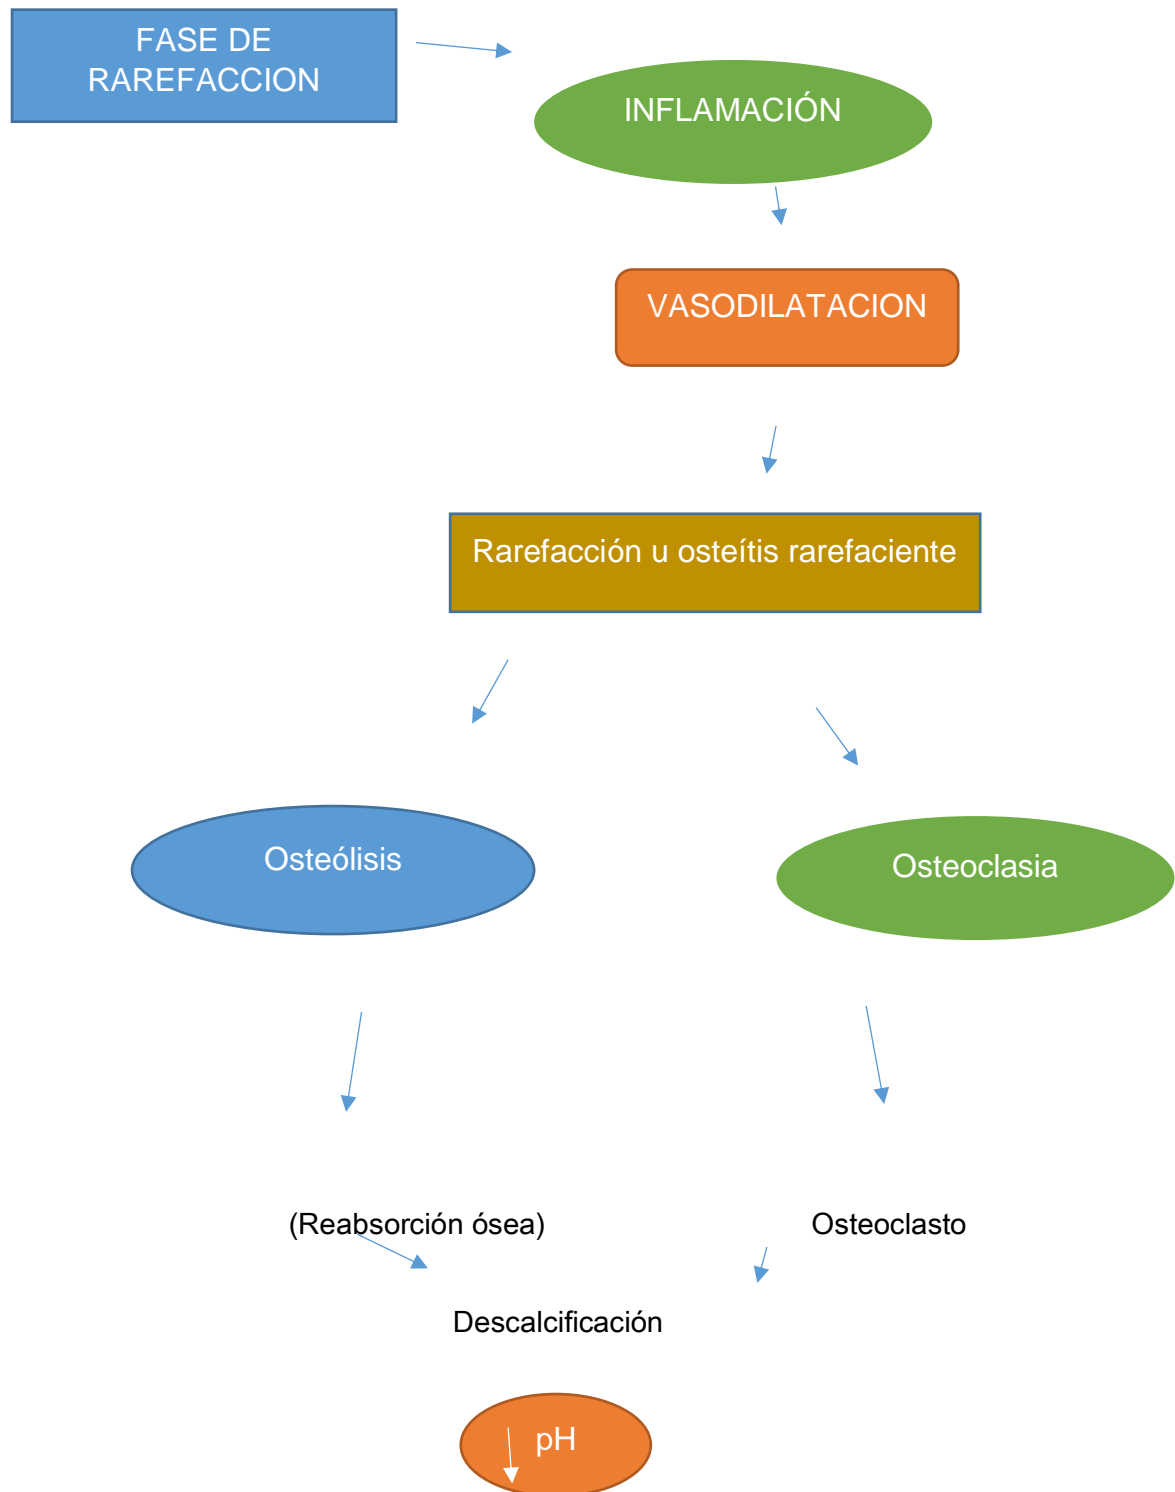 FASE DE
RAREFACCION
INFLAMACIÓN
VASODILATACION
Rarefacción u osteítis rarefaciente
Osteólisis
Osteoclasia
(Reabsorción ósea)
Osteoclasto
Descalcificación
pH